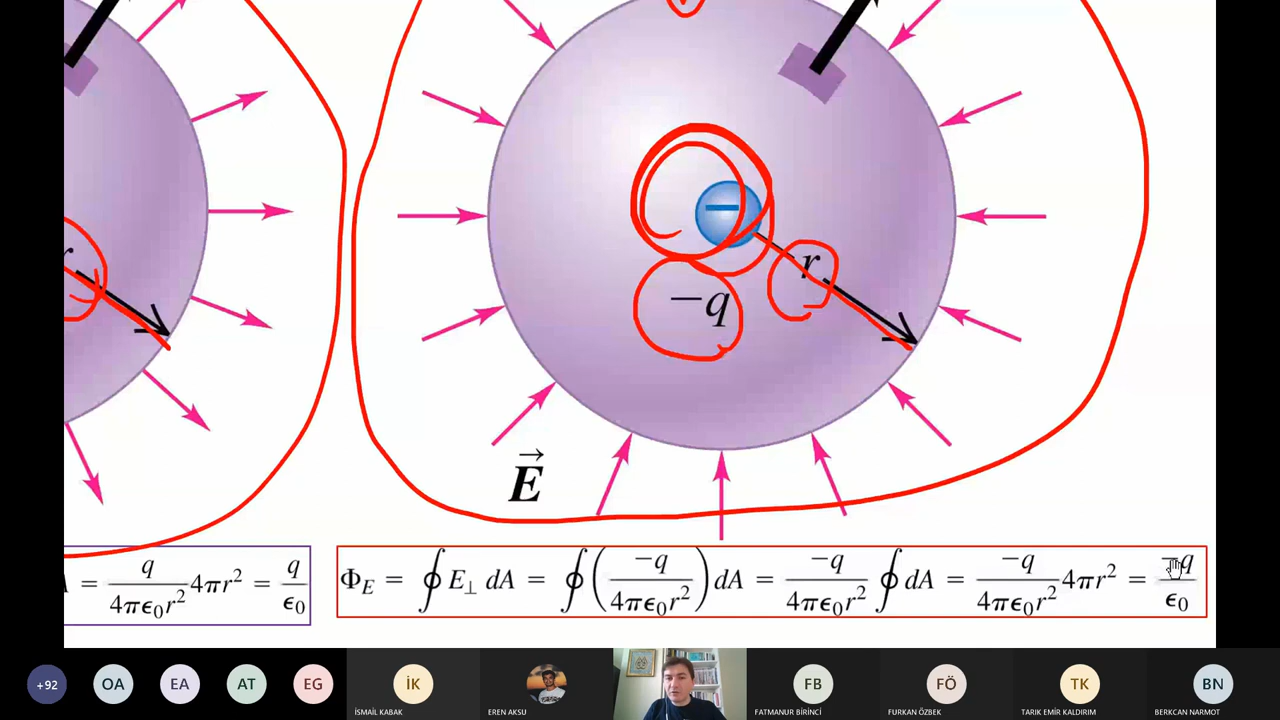 r
−
r
−q
E⃗
= q/4πϵ₀r² 4πr² = q/ϵ₀
Φ_E = ∮ E⊥ dA = ∮ (−q/4πϵ₀r²) dA = −q/4πϵ₀r² ∮ dA = −q/4πϵ₀r² 4πr² = −q/ϵ₀
+92 OA EA AT EG İK FB FÖ TK BN
İSMAİL KABAK EREN AKSU FATMANUR BİRİNCİ FURKAN ÖZBEK TARIK EMİR KALDIRIM BERKCAN NARMOT